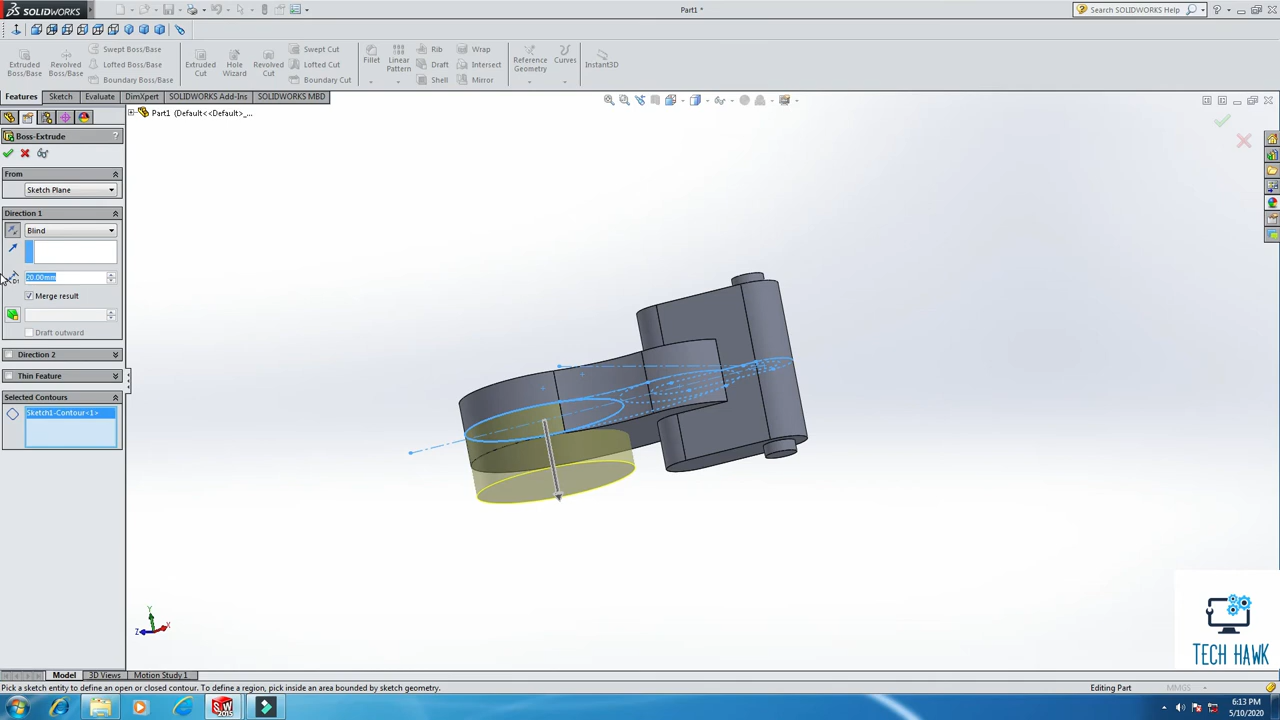 SOLIDWORKS
Part1 *
Search SOLIDWORKS Help
Extruded Boss/Base
Revolved Boss/Base
Swept Boss/Base
Lofted Boss/Base
Boundary Boss/Base
Extruded Cut
Hole Wizard
Revolved Cut
Swept Cut
Lofted Cut
Boundary Cut
Fillet
Linear Pattern
Rib
Draft
Shell
Wrap
Intersect
Mirror
Reference Geometry
Curves
Instant3D
Features
Sketch
Evaluate
DimXpert
SOLIDWORKS Add-Ins
SOLIDWORKS MBD
Part1 (Default<<Default>_...
Boss-Extrude
?
From
Sketch Plane
Direction 1
Blind
20.00mm
Merge result
Draft outward
Direction 2
Thin Feature
Selected Contours
Sketch1-Contour<1>
Y
Z
X
TECH HAWK
Model
3D Views
Motion Study 1
Pick a sketch entity to define an open or closed contour. To define a region, pick inside an area bounded by sketch geometry.
Editing Part
MMGS
6:13 PM
5/10/2020